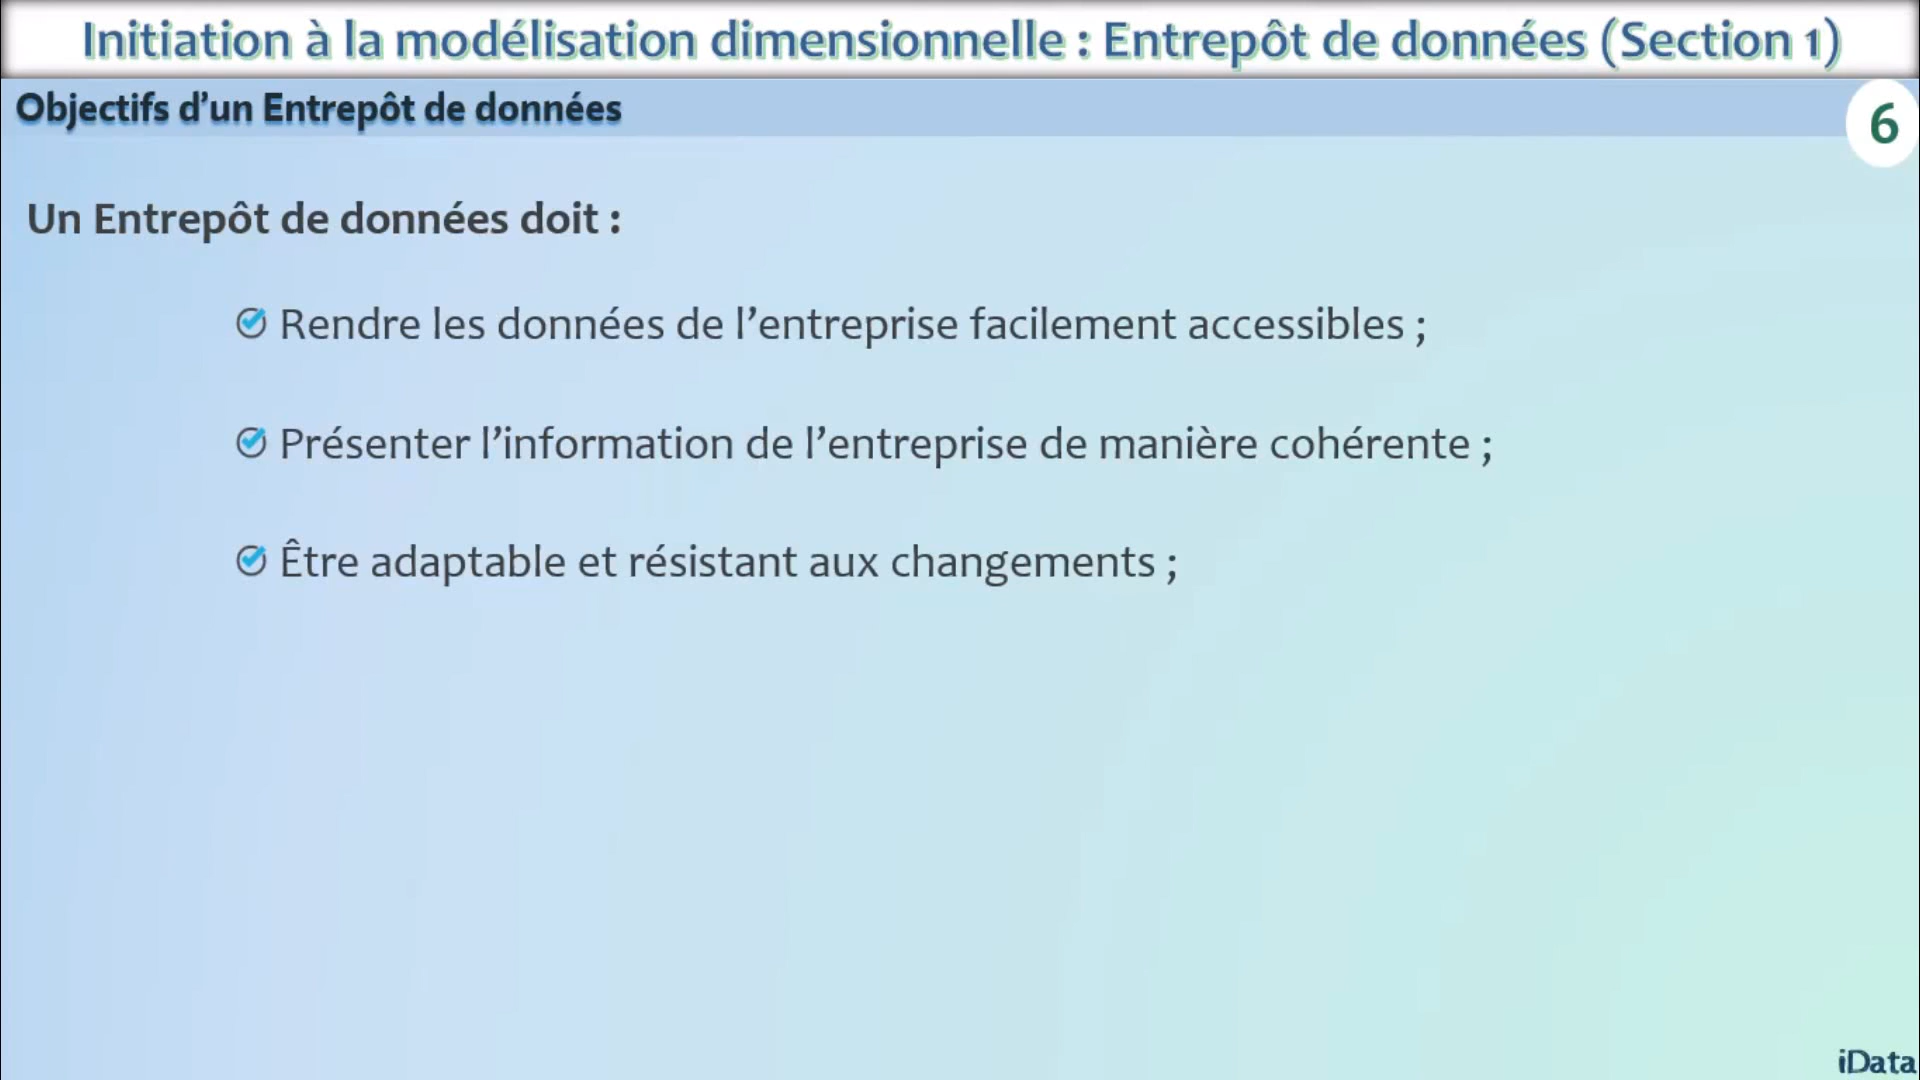 Initiation à la modélisation dimensionnelle : Entrepôt de données (Section 1)
Objectifs d’un Entrepôt de données
6
Un Entrepôt de données doit :
Rendre les données de l’entreprise facilement accessibles ;
Présenter l’information de l’entreprise de manière cohérente ;
Être adaptable et résistant aux changements ;
iData